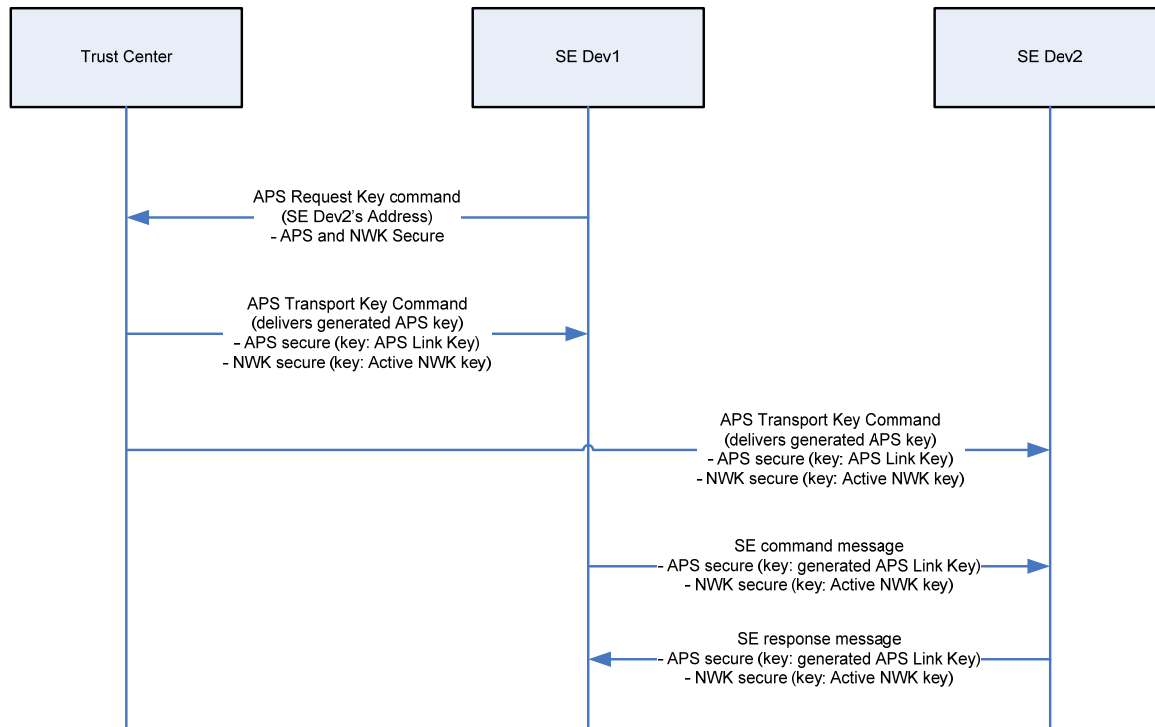 Trust Center
SE Dev1
SE Dev2
APS Request Key command
(SE Dev2's Address)
- APS and NWK Secure
APS Transport Key Command
(delivers generated APS key)
- APS secure (key: APS Link Key)
- NWK secure (key: Active NWK key)
APS Transport Key Command
(delivers generated APS key)
- APS secure (key: APS Link Key)
- NWK secure (key: Active NWK key)
SE command message
- APS secure (key: generated APS Link Key)
- NWK secure (key: Active NWK key)
SE response message
- APS secure (key: generated APS Link Key)
- NWK secure (key: Active NWK key)